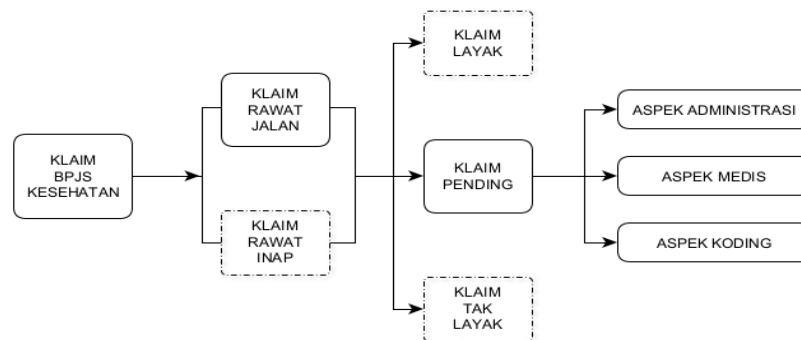 KLAIM
BPJS
KESEHATAN
KLAIM
RAWAT
JALAN
KLAIM
RAWAT
INAP
KLAIM
LAYAK
KLAIM
PENDING
KLAIM
TAK
LAYAK
ASPEK ADMINISTRASI
ASPEK MEDIS
ASPEK KODING